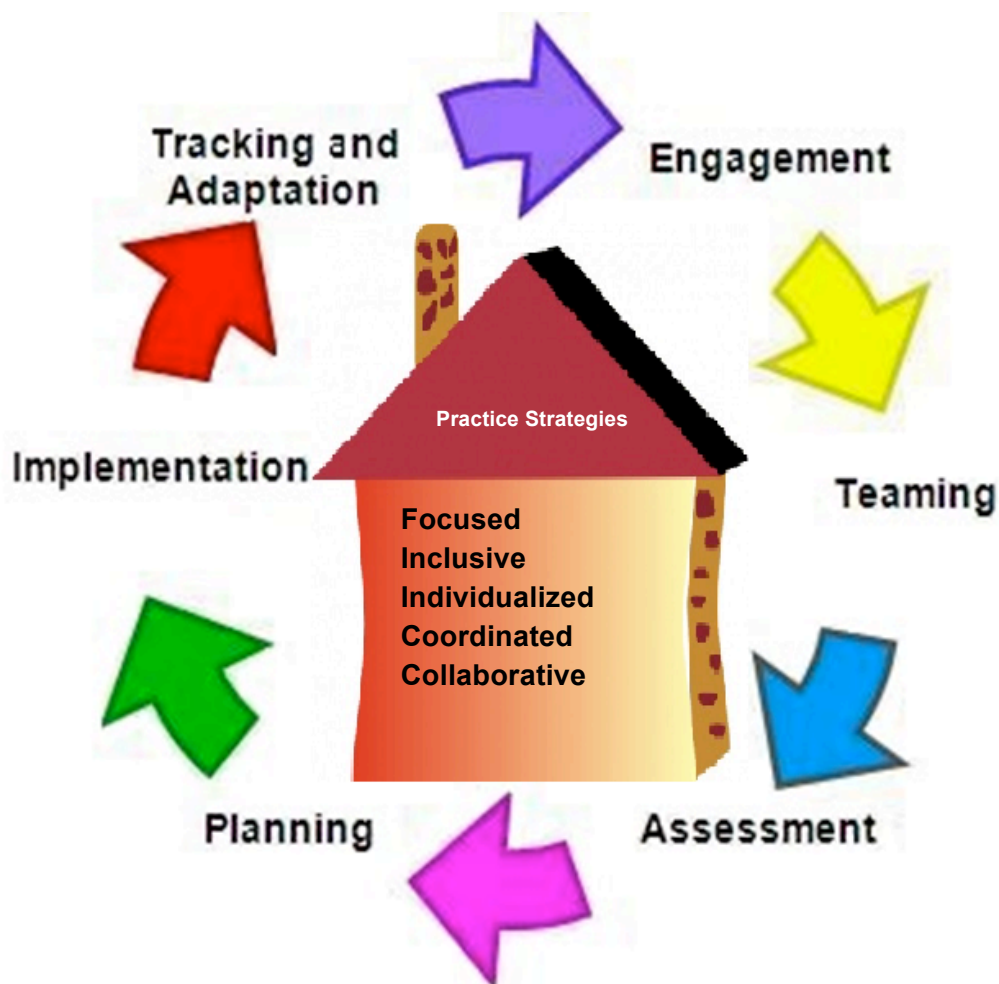 Tracking and
Adaptation
Engagement
Practice Strategies
Implementation
Teaming
Focused
Inclusive
Individualized
Coordinated
Collaborative
Planning
Assessment